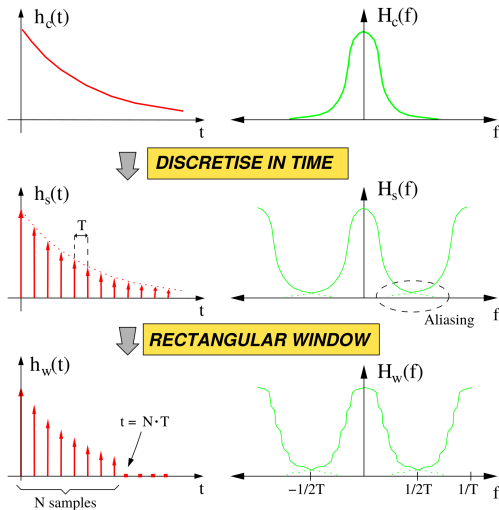 h_c(t)
H_c(f)
t
f
DISCRETISE IN TIME
h_s(t)
H_s(f)
T
t
f
Aliasing
RECTANGULAR WINDOW
h_w(t)
H_w(f)
t = N·T
t
f
−1/2T
1/2T
1/T
N samples